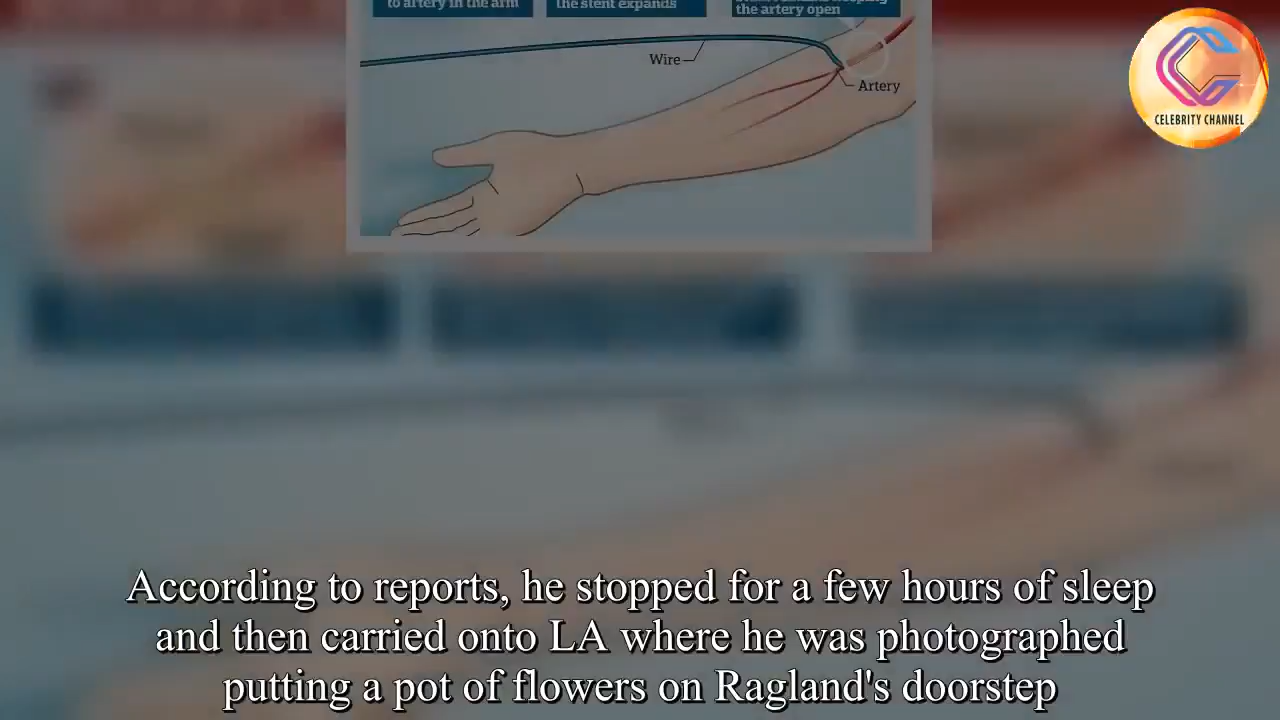 to artery in the arm
the stent expands
the artery open
Wire
Artery
CELEBRITY CHANNEL
According to reports, he stopped for a few hours of sleep
and then carried onto LA where he was photographed
putting a pot of flowers on Ragland's doorstep